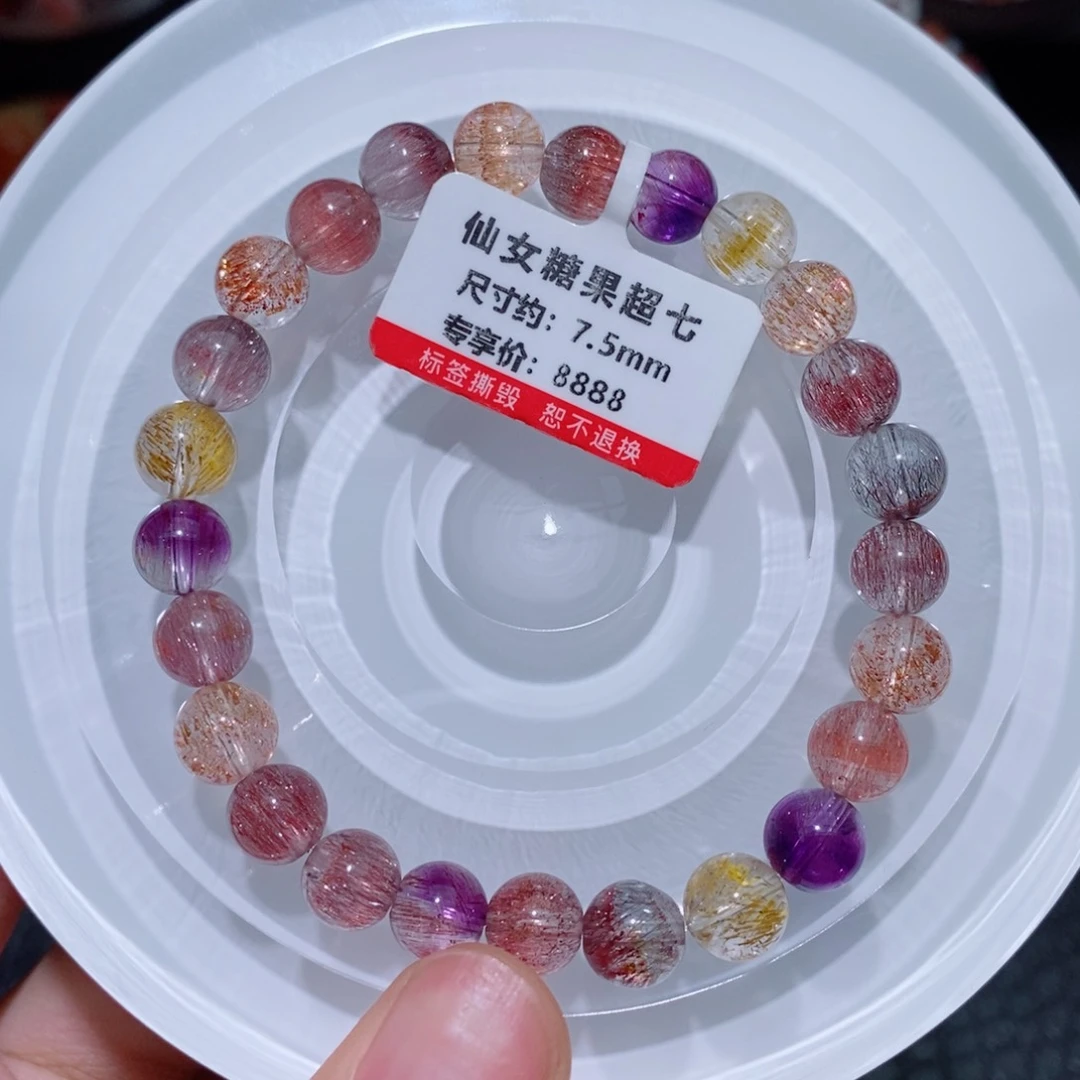 仙女糖果超七
尺寸约：7.5mm
专享价：8888
标签撕毁 恕不退换